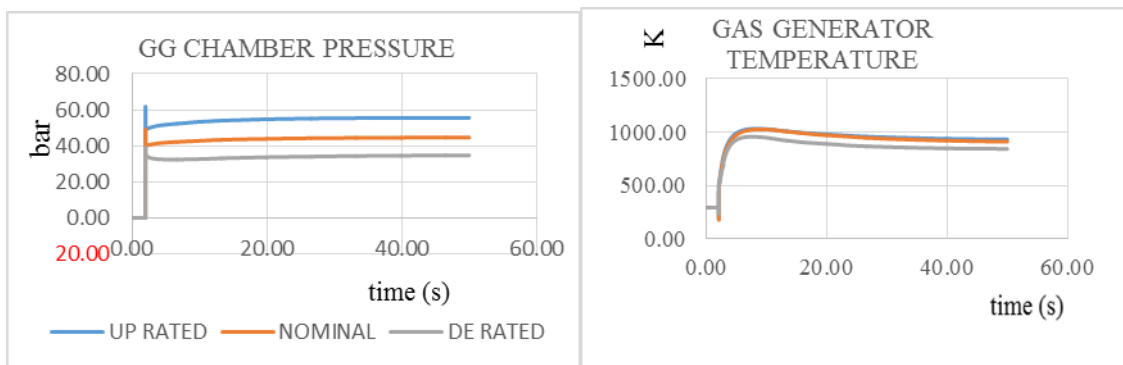 GG CHAMBER PRESSURE
80.00
60.00
40.00
20.00
0.00
20.00
bar
0.00 20.00 40.00 60.00
time (s)
UP RATED NOMINAL DE RATED
K
GAS GENERATOR
TEMPERATURE
1500.00
1000.00
500.00
0.00
0.00 20.00 40.00 60.00
time (s)